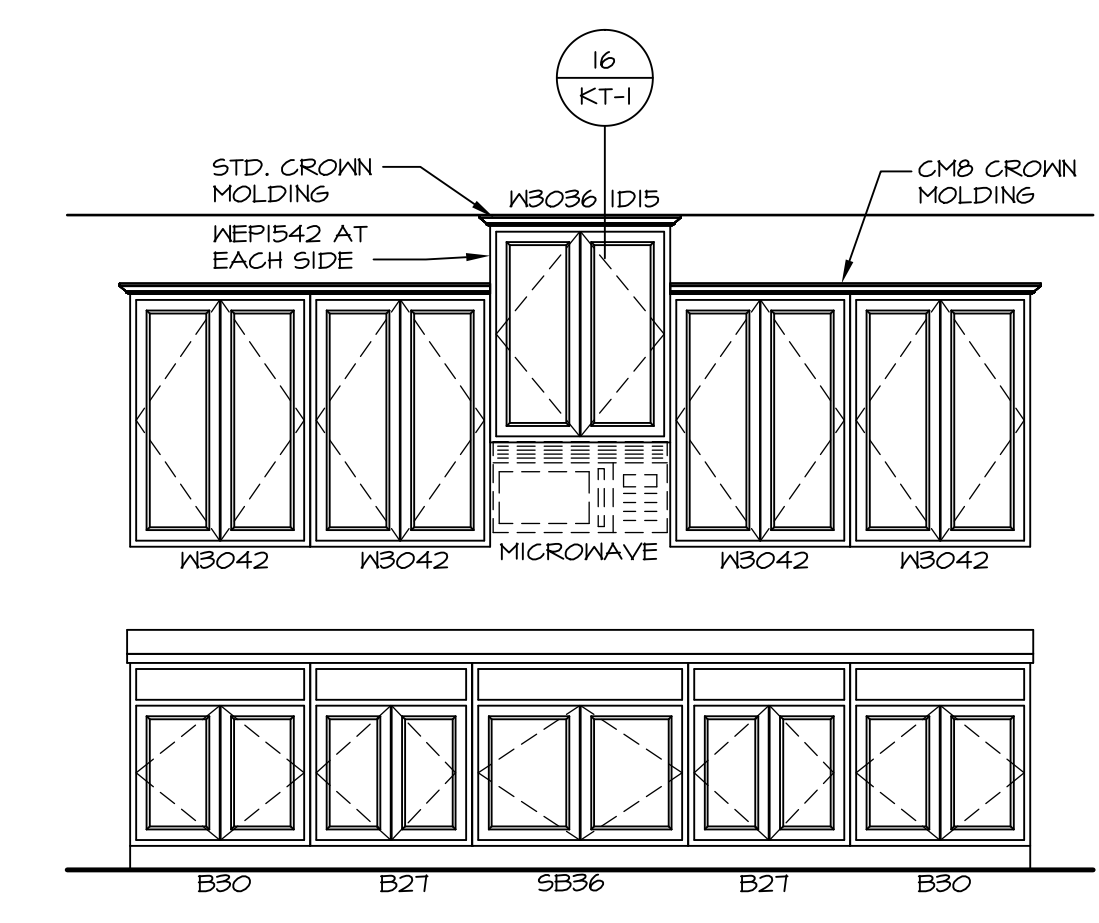 16
KT-1
STD. CROWN
MOLDING
W3036 1D15
CM8 CROWN
MOLDING
WEP1542 AT
EACH SIDE
W3042
W3042
MICROWAVE
W3042
W3042
B30
B27
SB36
B27
B30